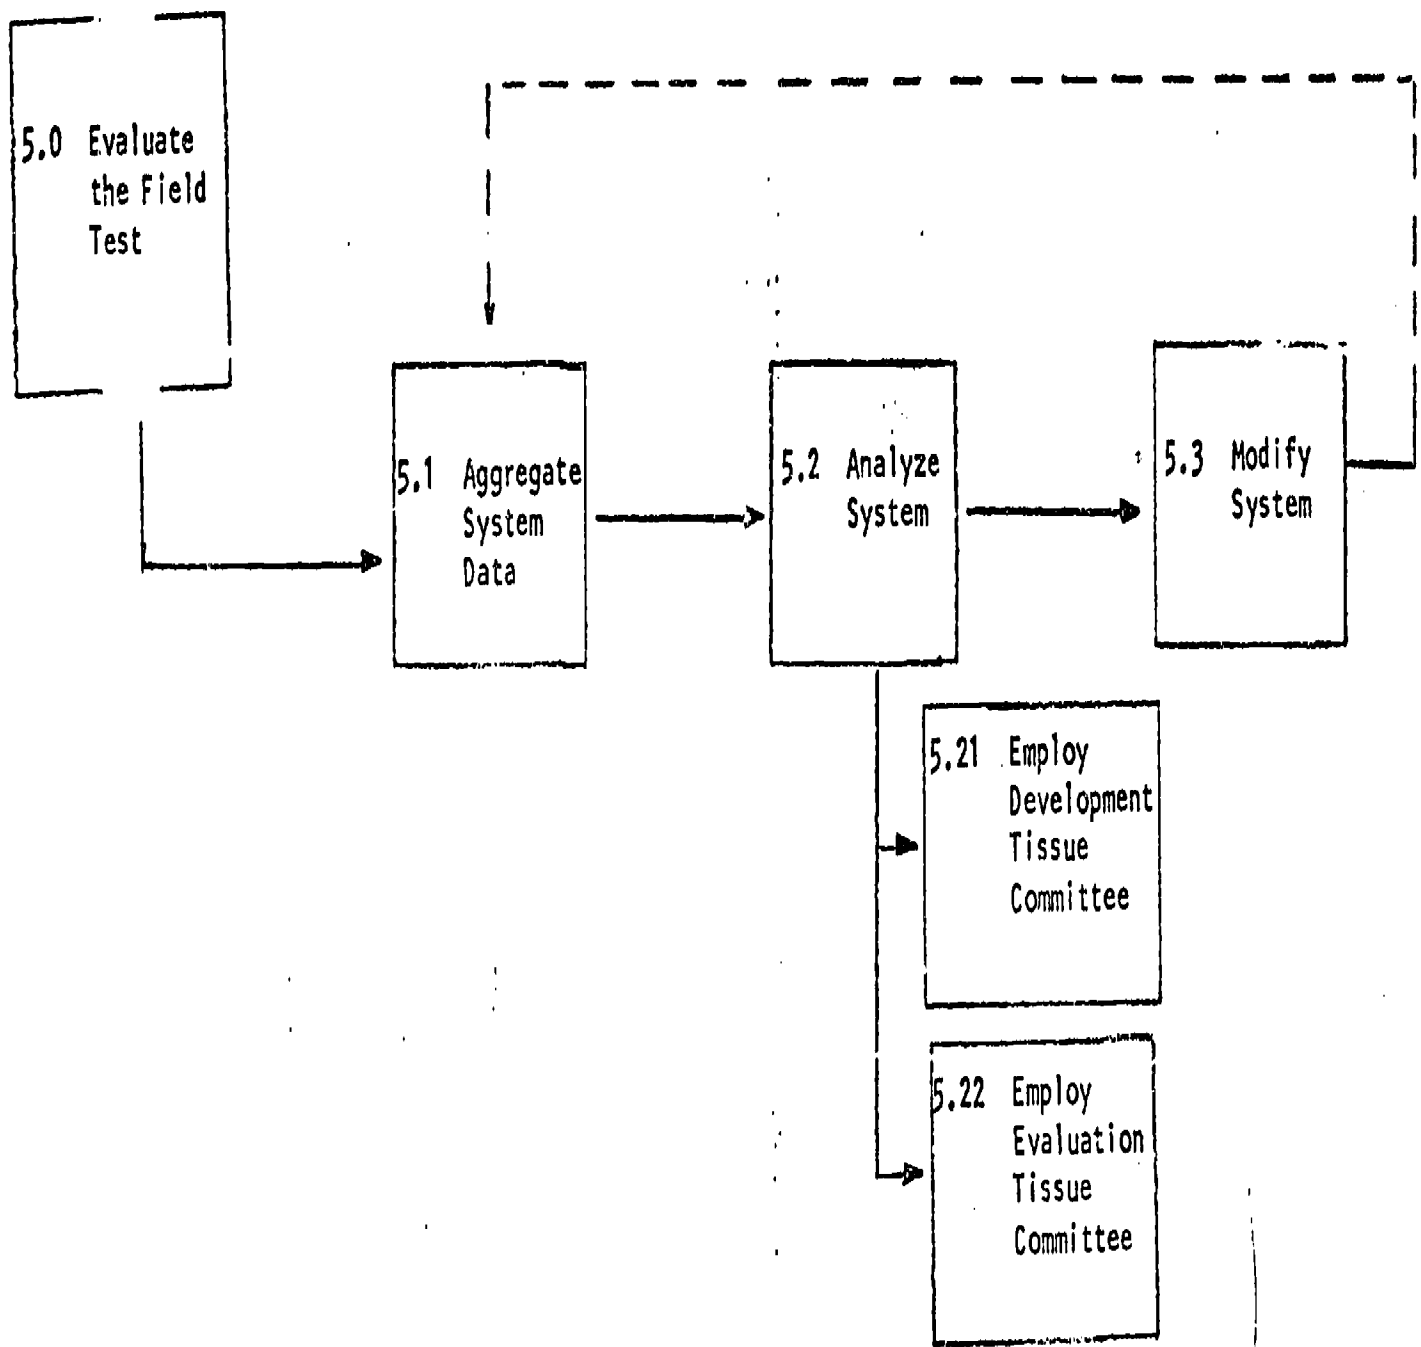 5.0 Evaluate
the Field
Test
5.1 Aggregate
System
Data
5.2 Analyze
System
5.3 Modify
System
5.21 Employ
Development
Tissue
Committee
5.22 Employ
Evaluation
Tissue
Committee